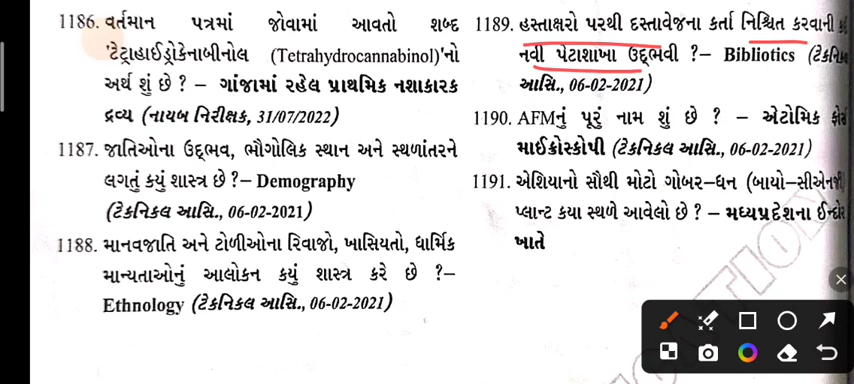 1186. વર્તમાન પત્રમાં જોવામાં આવતો શબ્દ
'ટેટ્રાહાઈડ્રોકેનાબીનોલ (Tetrahydrocannabinol)'નો
અર્થ શું છે ? – ગાંજામાં રહેલ પ્રાથમિક નશાકારક
દ્રવ્ય (નાયબ નિરીક્ષક, 31/07/2022)
1187. જાતિઓના ઉદ્ભવ, ભૌગોલિક સ્થાન અને સ્થળાંતરને
લગતું કયું શાસ્ત્ર છે ? – Demography
(ટેકનિકલ આસિ., 06-02-2021)
1188. માનવજાતિ અને ટોળીઓના રિવાજો, ખાસિયતો, ધાર્મિક
માન્યતાઓનું આલોકન કયું શાસ્ત્ર કરે છે ?–
Ethnology (ટેકનિકલ આસિ., 06-02-2021)
1189. હસ્તાક્ષરો પરથી દસ્તાવેજના કર્તા નિશ્ચિત કરવાની
નવી પેટાશાખા ઉદ્ભવી ?– Bibliotics (ટેકનિકલ
આસિ., 06-02-2021)
1190. AFMનું પૂરું નામ શું છે ? – એટોમિક ફોર્સ
માઈક્રોસ્કોપી (ટેકનિકલ આસિ., 06-02-2021)
1191. એશિયાનો સૌથી મોટો ગોબર–ધન (બાયો–સીએનજી)
પ્લાન્ટ કયા સ્થળે આવેલો છે ? – મધ્યપ્રદેશના ઈન્દોર
ખાતે